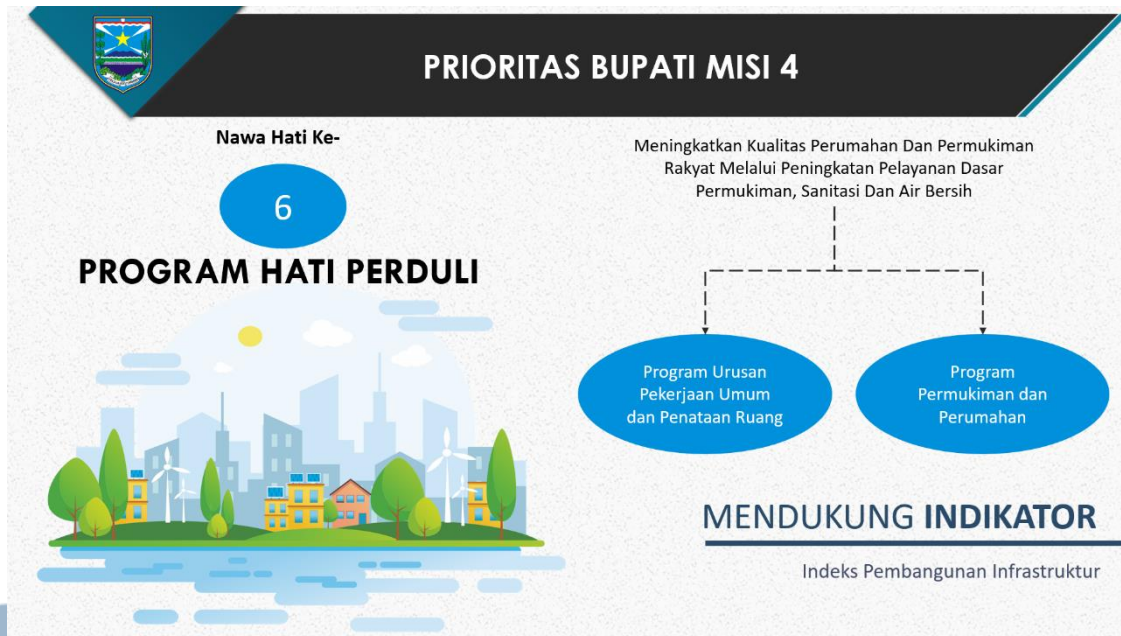 PRIORITAS BUPATI MISI 4
Nawa Hati Ke-
6
PROGRAM HATI PERDULI
Meningkatkan Kualitas Perumahan Dan Permukiman
Rakyat Melalui Peningkatan Pelayanan Dasar
Permukiman, Sanitasi Dan Air Bersih
Program Urusan
Pekerjaan Umum
dan Penataan Ruang
Program
Permukiman dan
Perumahan
MENDUKUNG INDIKATOR
Indeks Pembangunan Infrastruktur